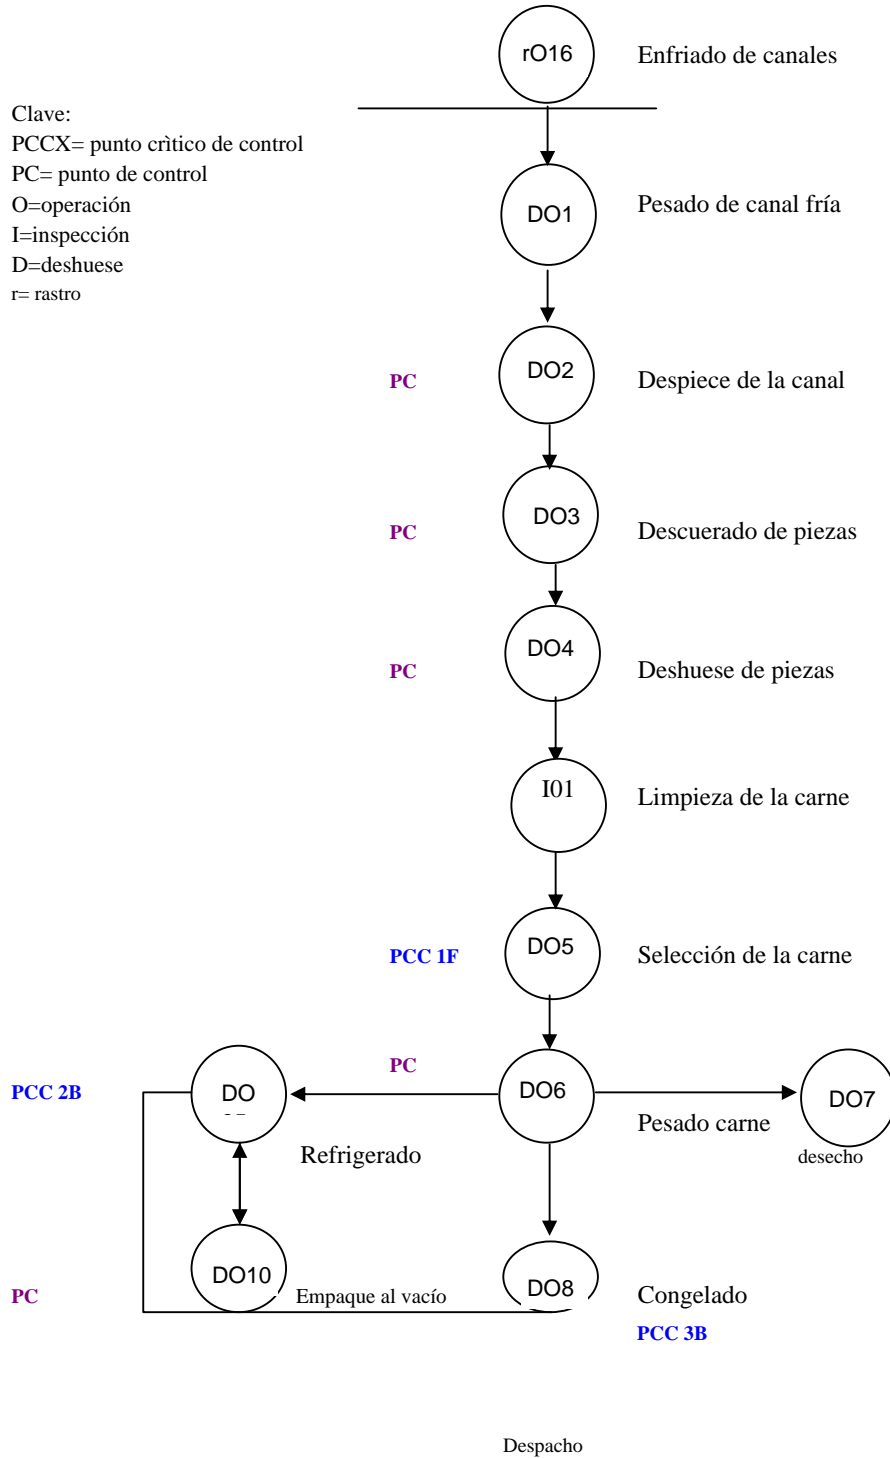 rO16 Enfriado de canales
Clave:
PCCX= punto crìtico de control
PC= punto de control
O=operación
I=inspección
D=deshuese
r= rastro
DO1 Pesado de canal fría
PC DO2 Despiece de la canal
PC DO3 Descuerado de piezas
PC DO4 Deshuese de piezas
I01 Limpieza de la carne
PCC 1F DO5 Selección de la carne
PCC 2B DO PC DO6 DO7
Pesado carne
Refrigerado desecho
DO10 DO8
PC Empaque al vacío Congelado
PCC 3B
Despacho